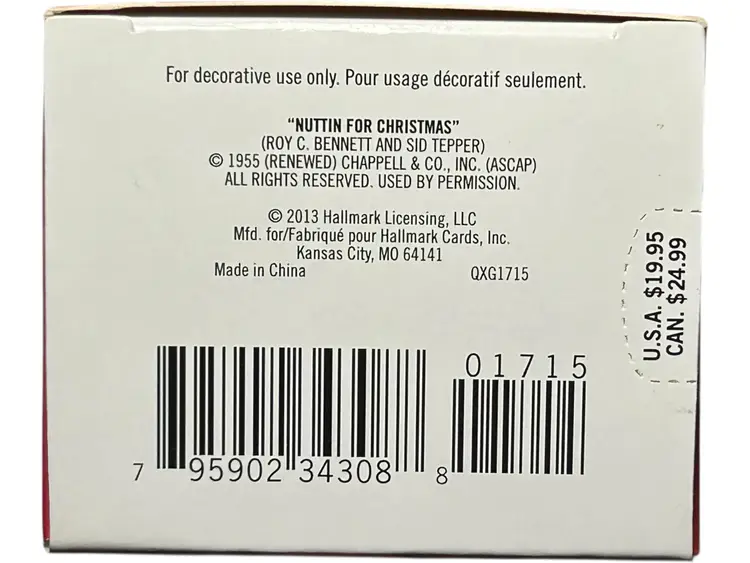 For decorative use only. Pour usage décoratif seulement.
“NUTTIN FOR CHRISTMAS”
(ROY C. BENNETT AND SID TEPPER)
© 1955 (RENEWED) CHAPPELL & CO., INC. (ASCAP)
ALL RIGHTS RESERVED. USED BY PERMISSION.
© 2013 Hallmark Licensing, LLC
Mfd. for/Fabriqué pour Hallmark Cards, Inc.
Kansas City, MO 64141
Made in China QXG1715
U.S.A. $19.95
CAN. $24.99
01715
7 95902 34308 8